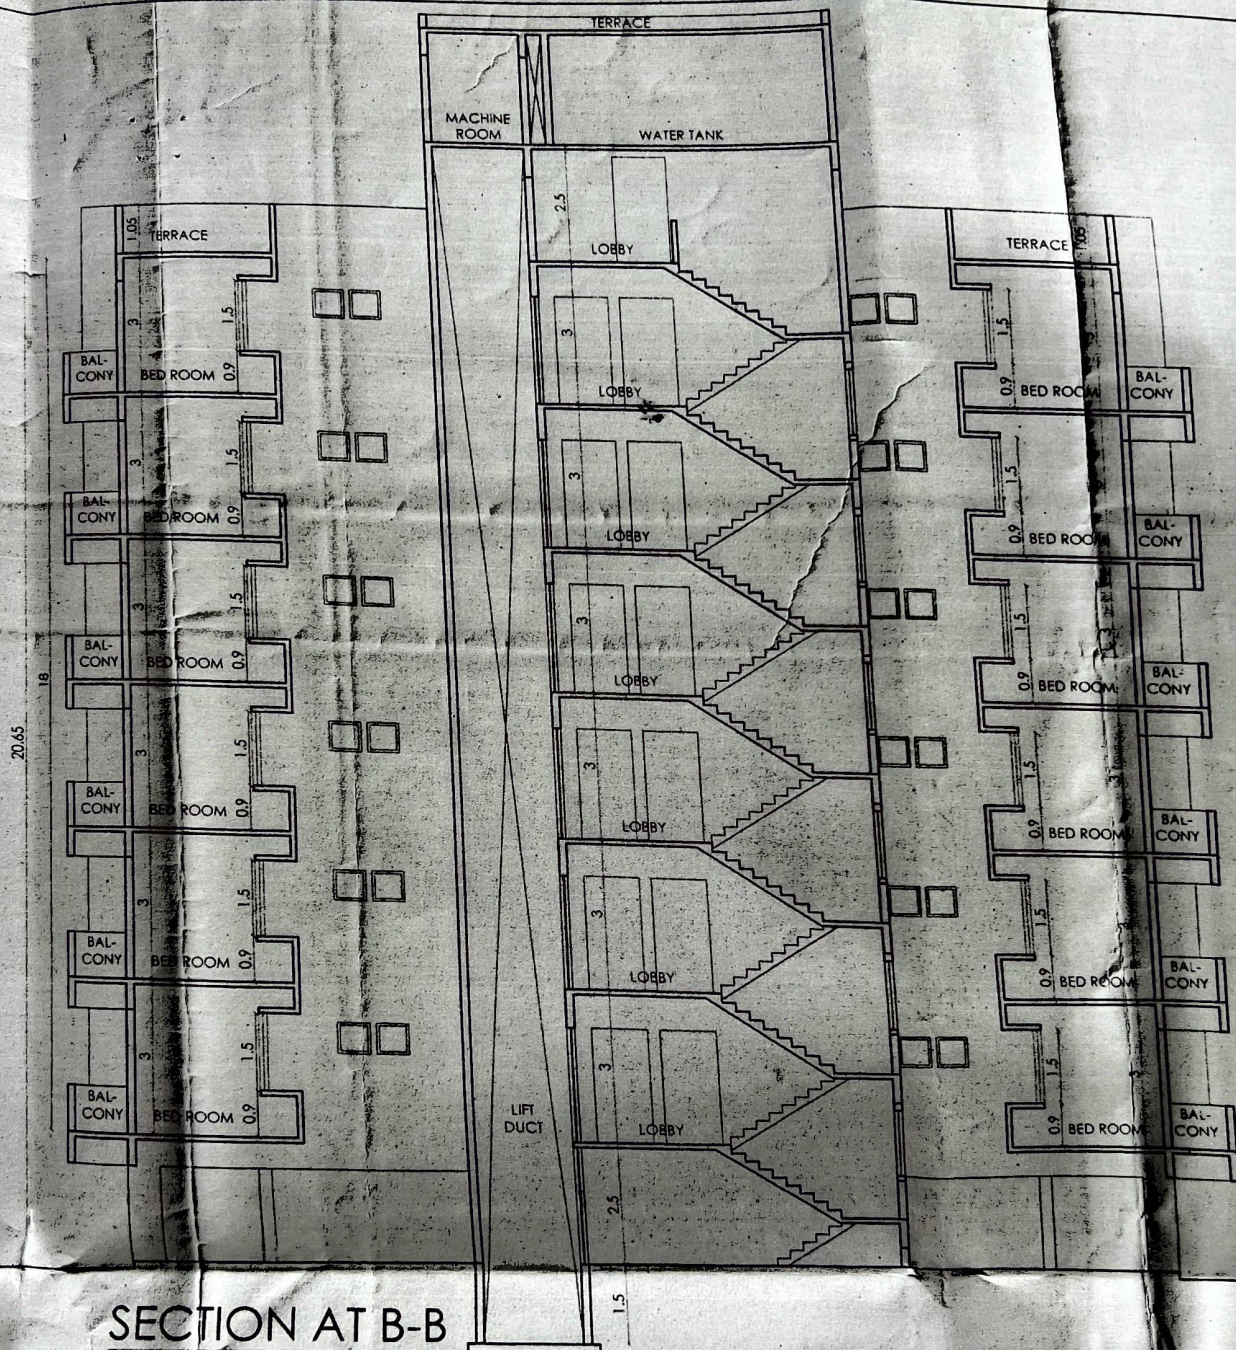 TERRACE
MACHINE
ROOM
WATER TANK
2.5
LOBBY
1.05
TERRACE
TERRACE
1.05
3
1.5
3
1.5
BAL-
CONY
BED ROOM
0.9
LOBBY
0.9
BED ROOM
BAL-
CONY
3
1.5
3
1.5
BAL-
CONY
BED ROOM
0.9
LOBBY
0.9
BED ROOM
BAL-
CONY
3
1.5
3
1.5
3
BAL-
CONY
BED ROOM
0.9
LOBBY
0.9
BED ROOM
BAL-
CONY
18
20.65
3
1.5
3
1.5
3
BAL-
CONY
BED ROOM
0.9
LOBBY
0.9
BED ROOM
BAL-
CONY
3
1.5
3
1.5
BAL-
CONY
BED ROOM
0.9
LOBBY
0.9
BED ROOM
BAL-
CONY
3
1.5
3
1.5
BAL-
CONY
BED ROOM
0.9
LIFT
DUCT
LOBBY
0.9
BED ROOM
BAL-
CONY
2.5
1.5
SECTION AT B-B